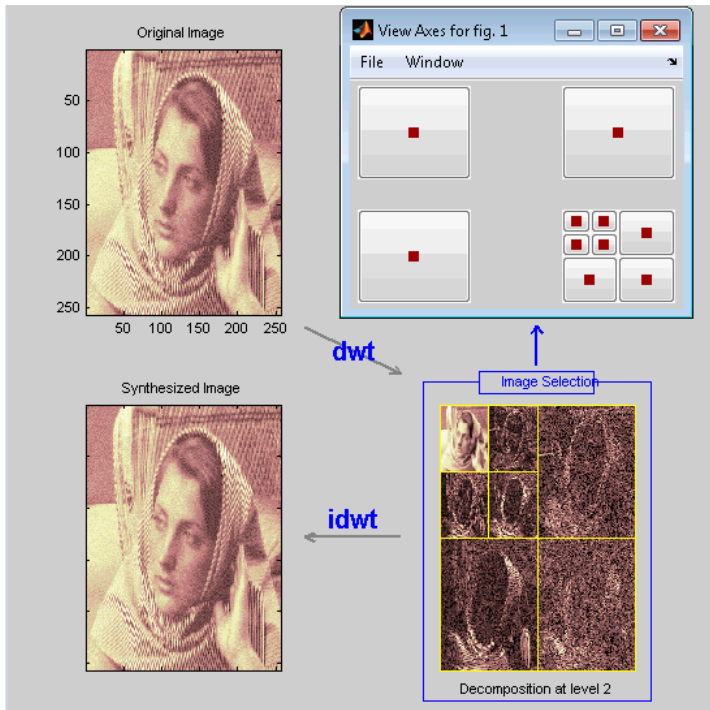 Original Image
50
100
150
200
250
50 100 150 200 250
View Axes for fig. 1
File Window
dwt
Synthesized Image
Image Selection
idwt
Decomposition at level 2